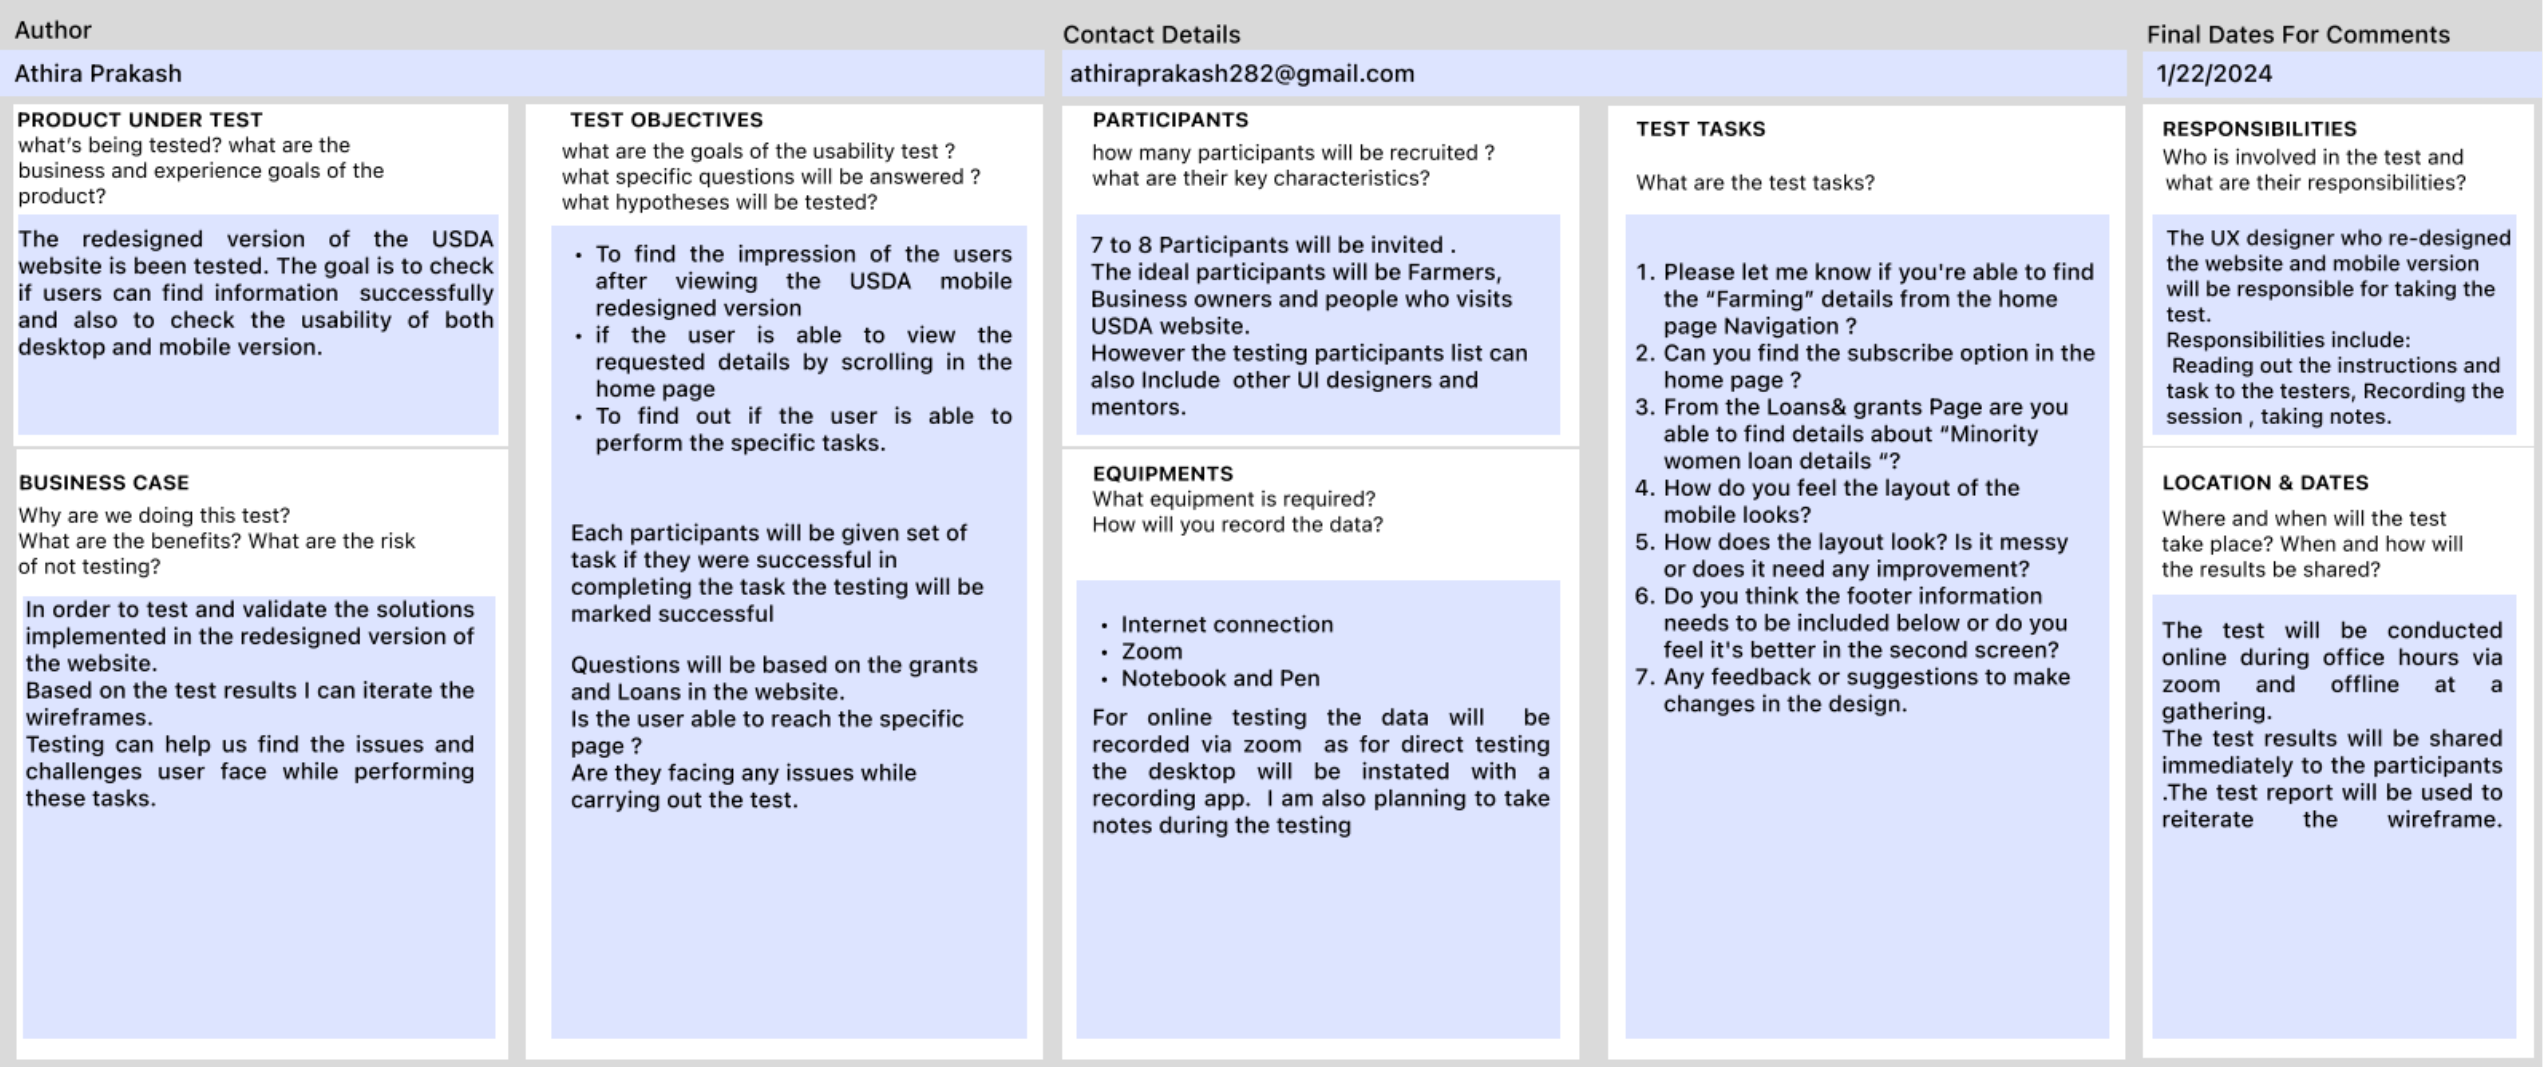 Author
Athira Prakash
Contact Details
athiraprakash282@gmail.com
Final Dates For Comments
1/22/2024
PRODUCT UNDER TEST
what's being tested? what are the
business and experience goals of the
product?
The redesigned version of the USDA
website is been tested. The goal is to check
if users can find information successfully
and also to check the usability of both
desktop and mobile version.
BUSINESS CASE
Why are we doing this test?
What are the benefits? What are the risk
of not testing?
In order to test and validate the solutions
implemented in the redesigned version of
the website.
Based on the test results I can iterate the
wireframes.
Testing can help us find the issues and
challenges user face while performing
these tasks.
TEST OBJECTIVES
what are the goals of the usability test ?
what specific questions will be answered ?
what hypotheses will be tested?
• To find the impression of the users
after viewing the USDA mobile
redesigned version
• if the user is able to view the
requested details by scrolling in the
home page
• To find out if the user is able to
perform the specific tasks.
Each participants will be given set of
task if they were successful in
completing the task the testing will be
marked successful
Questions will be based on the grants
and Loans in the website.
Is the user able to reach the specific
page ?
Are they facing any issues while
carrying out the test.
PARTICIPANTS
how many participants will be recruited ?
what are their key characteristics?
7 to 8 Participants will be invited .
The ideal participants will be Farmers,
Business owners and people who visits
USDA website.
However the testing participants list can
also Include other UI designers and
mentors.
EQUIPMENTS
What equipment is required?
How will you record the data?
• Internet connection
• Zoom
• Notebook and Pen
For online testing the data will be
recorded via zoom as for direct testing
the desktop will be instated with a
recording app. I am also planning to take
notes during the testing
TEST TASKS
What are the test tasks?
1. Please let me know if you're able to find
the “Farming” details from the home
page Navigation ?
2. Can you find the subscribe option in the
home page ?
3. From the Loans& grants Page are you
able to find details about “Minority
women loan details “?
4. How do you feel the layout of the
mobile looks?
5. How does the layout look? Is it messy
or does it need any improvement?
6. Do you think the footer information
needs to be included below or do you
feel it's better in the second screen?
7. Any feedback or suggestions to make
changes in the design.
RESPONSIBILITIES
Who is involved in the test and
what are their responsibilities?
The UX designer who re-designed
the website and mobile version
will be responsible for taking the
test.
Responsibilities include:
Reading out the instructions and
task to the testers, Recording the
session , taking notes.
LOCATION & DATES
Where and when will the test
take place? When and how will
the results be shared?
The test will be conducted
online during office hours via
zoom and offline at a
gathering.
The test results will be shared
immediately to the participants
.The test report will be used to
reiterate the wireframe.